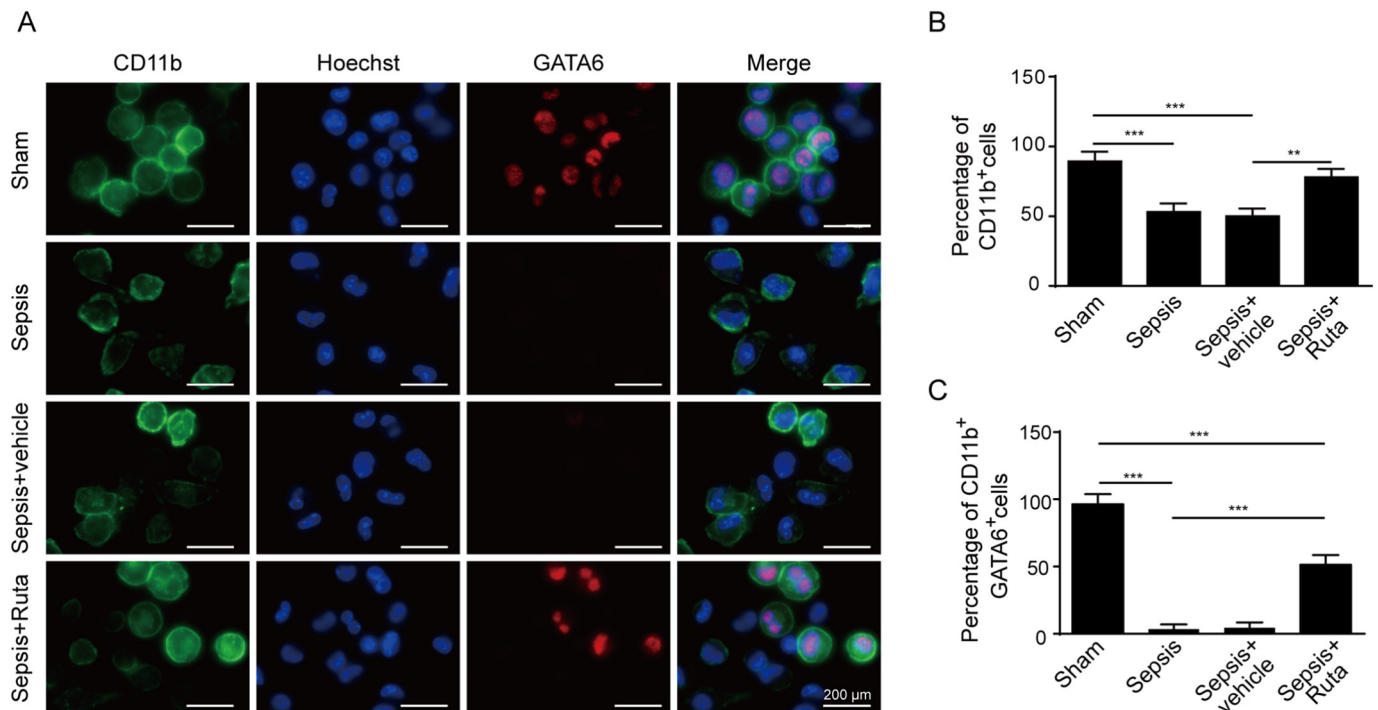 A
CD11b Hoechst GATA6 Merge
Sham
Sepsis
Sepsis+vehicle
Sepsis+Ruta
200 µm
B
Percentage of
CD11b+cells
150
100
50
0
***
***
**
Sham
Sepsis
Sepsis+
vehicle
Sepsis+
Ruta
C
Percentage of CD11b+
GATA6+cells
150
100
50
0
***
***
***
Sham
Sepsis
Sepsis+
vehicle
Sepsis+
Ruta